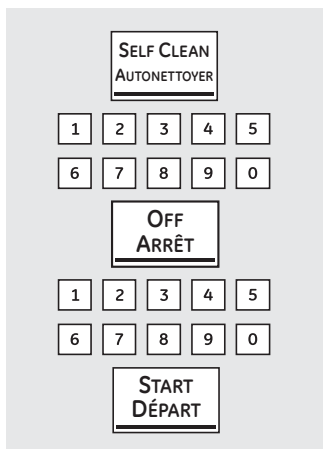 SELF CLEAN
AUTONETTOYER
1 2 3 4 5
6 7 8 9 0
OFF
ARRÊT
1 2 3 4 5
6 7 8 9 0
START
DÉPART